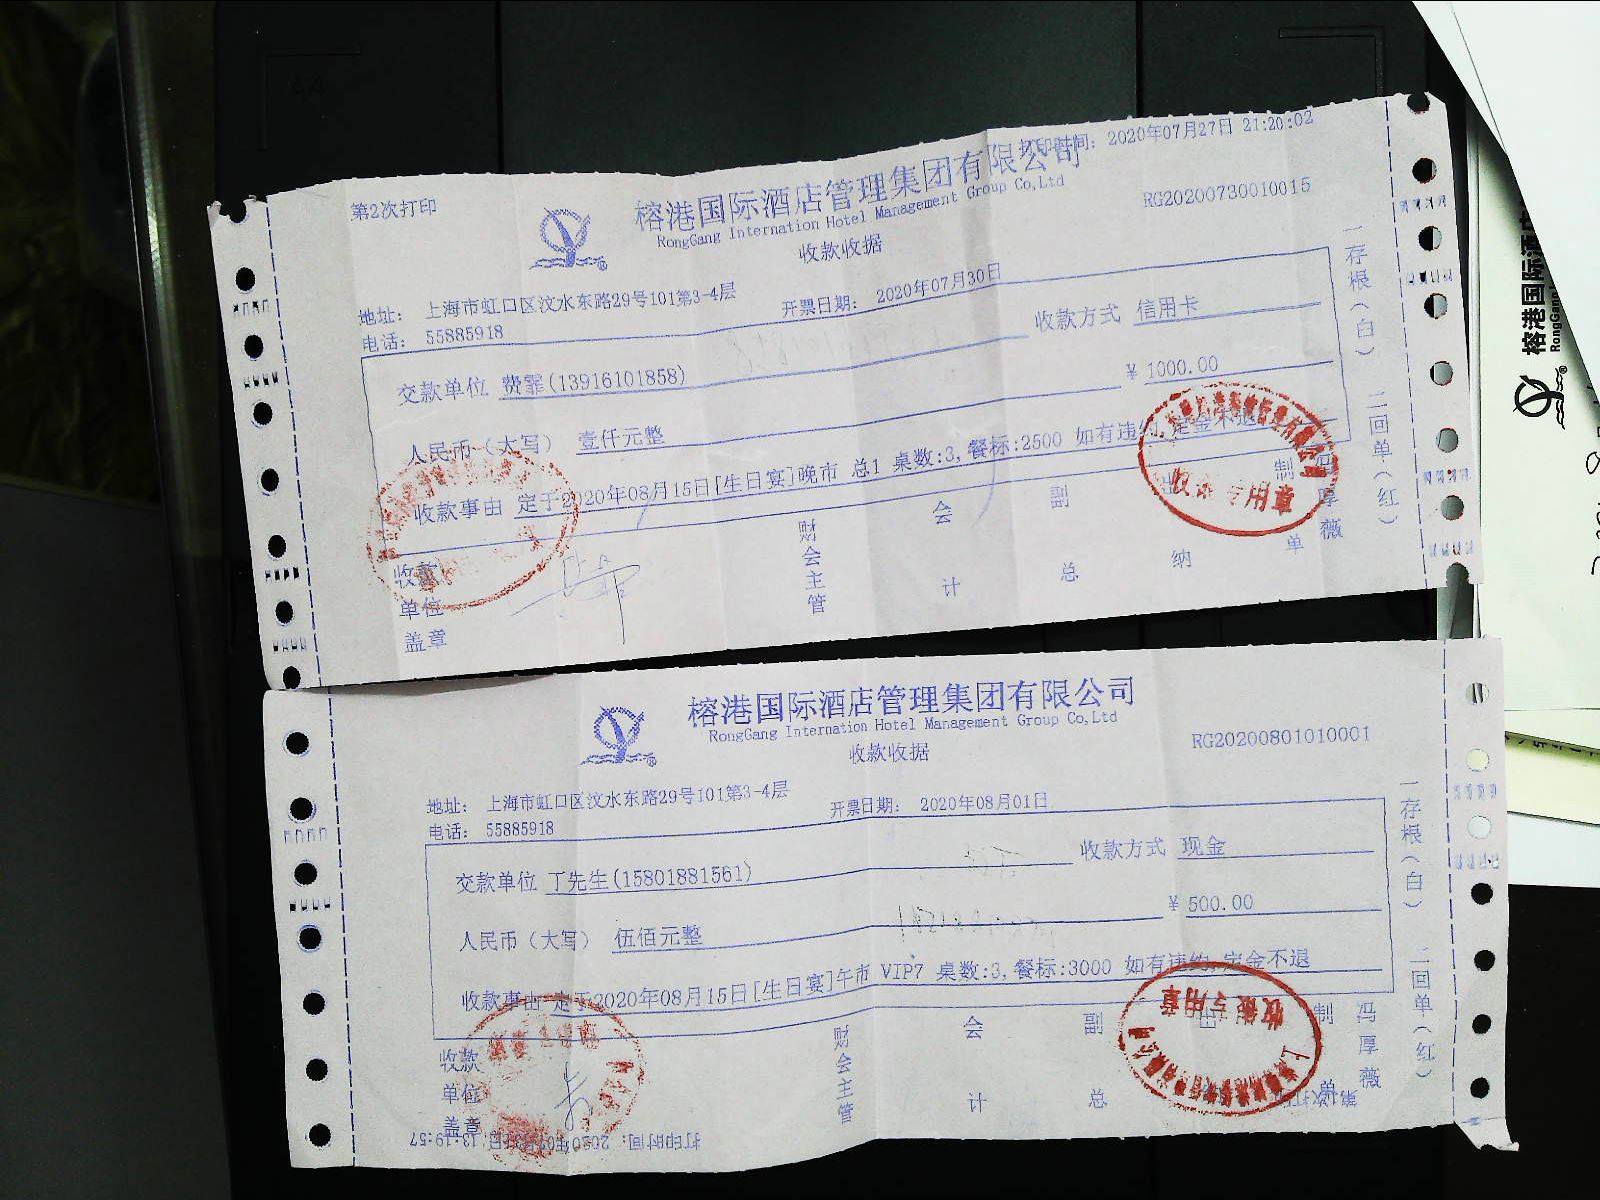 打印时间: 2020年07月27日 21:20:02
第2次打印
榕港国际酒店管理集团有限公司
RongGang Internation Hotel Management Group Co,Ltd
RG20200730010015
收款收据
地址: 上海市虹口区汶水东路29号101第3-4层
开票日期: 2020年07月30日
电话: 55885918
收款方式 信用卡
交款单位 费霏(13916101858)
¥ 1000.00
人民币(大写) 壹仟元整
收款事由 定于2020年08月15日[生日宴]晚市 总1 桌数:3,餐标:2500 如有违约,定金不退
收款单位盖章
财会主管
会计
副总
出纳
制单
冯厚薇
一存根(白) 二回单(红)
收据专用章
榕港国际酒店管理集团有限公司
RongGang Internation Hotel Management Group Co,Ltd
RG20200801010001
收款收据
地址: 上海市虹口区汶水东路29号101第3-4层
开票日期: 2020年08月01日
电话: 55885918
收款方式 现金
交款单位 丁先生(15801881561)
¥ 500.00
人民币(大写) 伍佰元整
收款事由 定于2020年08月15日[生日宴]午市 VIP7 桌数:3,餐标:3000 如有违约,定金不退
收款单位盖章
财会主管
会计
副总
出
制单
冯厚薇
一存根(白) 二回单(红)
收据专用章
榕港国际酒店